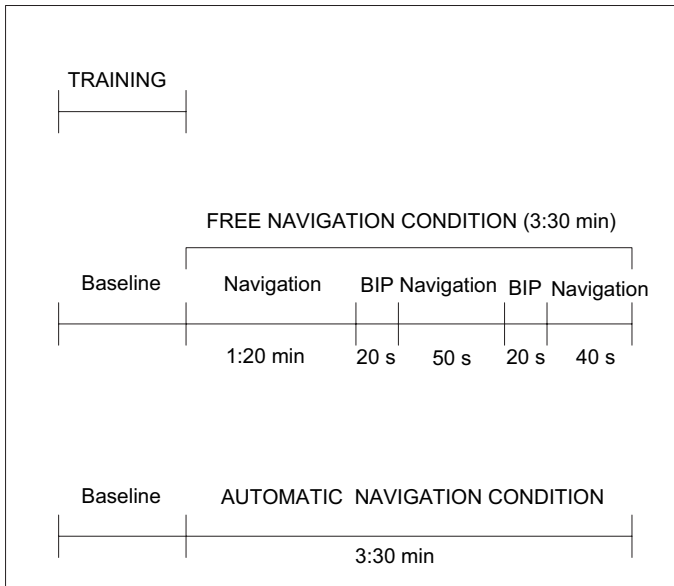 TRAINING
FREE NAVIGATION CONDITION (3:30 min)
Baseline Navigation BIP Navigation BIP Navigation
1:20 min 20 s 50 s 20 s 40 s
Baseline AUTOMATIC NAVIGATION CONDITION
3:30 min